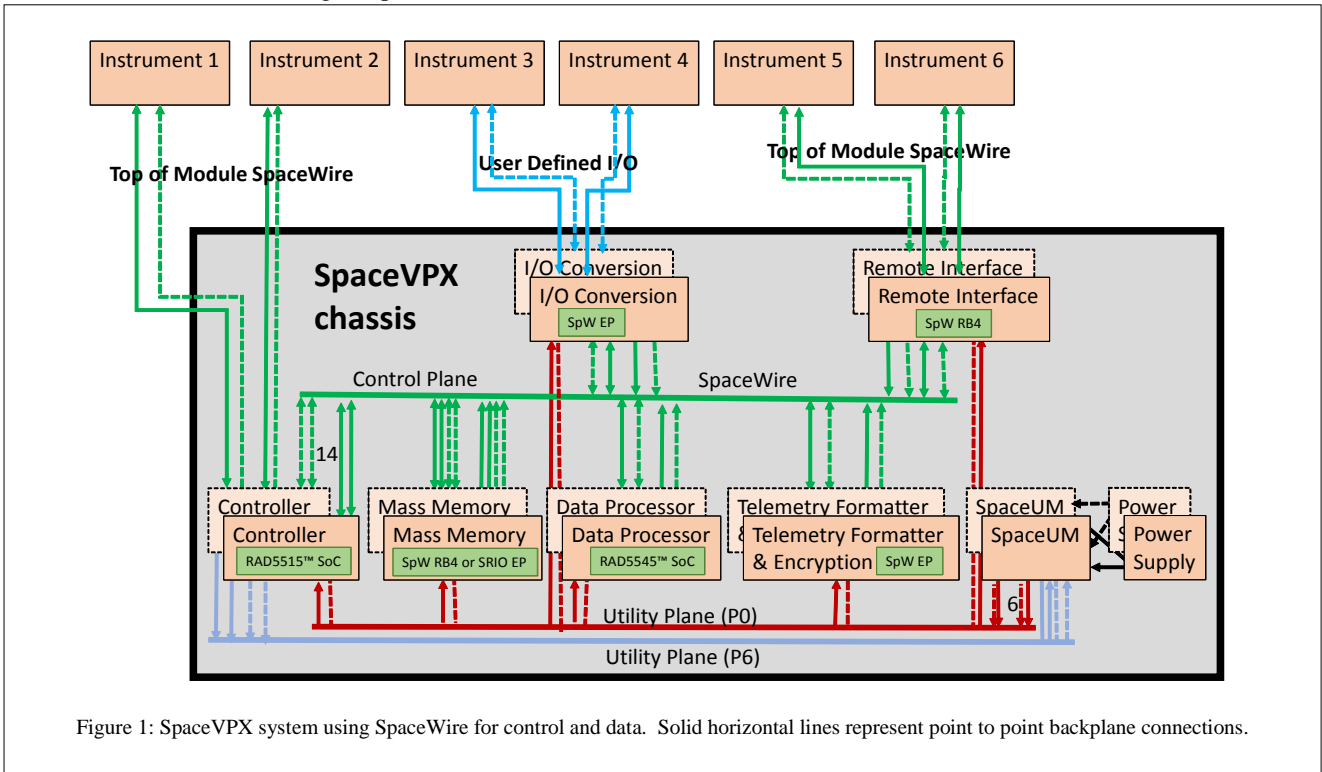 Instrument 1
Instrument 2
Instrument 3
Instrument 4
Instrument 5
Instrument 6
Top of Module SpaceWire
User Defined I/O
Top of Module SpaceWire
SpaceVPX
chassis
I/O Conversion
I/O Conversion
SpW EP
Remote Interface
Remote Interface
SpW RB4
Control Plane
SpaceWire
14
Controller
Controller
RAD5515™ SoC
Mass Memory
Mass Memory
SpW RB4 or SRIO EP
Data Processor
Data Processor
RAD5545™ SoC
Telemetry Formatter
&
Telemetry Formatter
& Encryption
SpW EP
SpaceUM
SpaceUM
Power
S
Power
Supply
6
Utility Plane (P0)
Utility Plane (P6)
Figure 1: SpaceVPX system using SpaceWire for control and data. Solid horizontal lines represent point to point backplane connections.